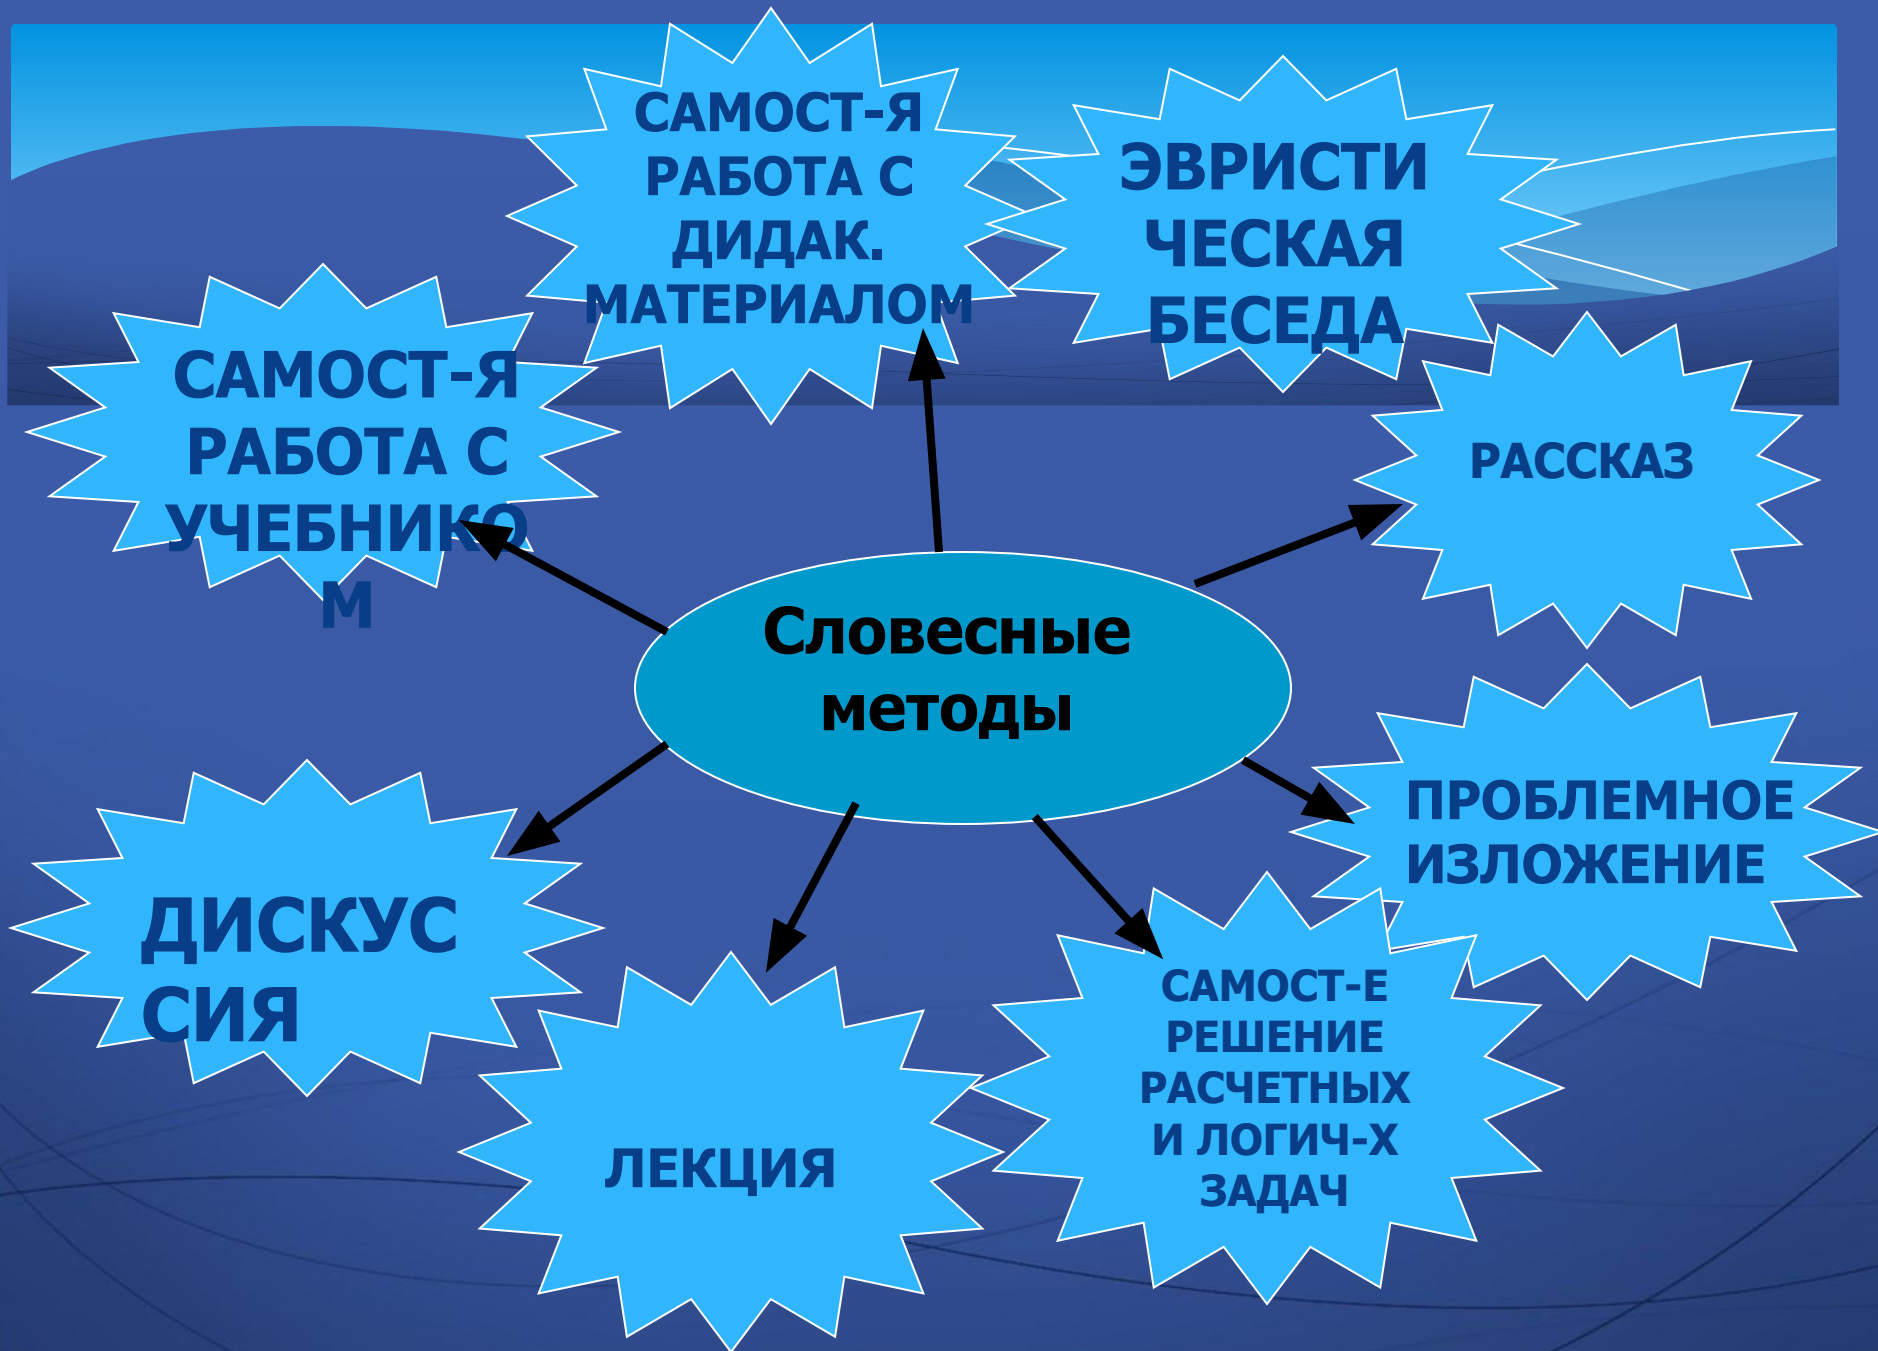 САМОСТ-Я
РАБОТА С
ДИДАК.
МАТЕРИАЛОМ
ЭВРИСТИ
ЧЕСКАЯ
БЕСЕДА
САМОСТ-Я
РАБОТА С
УЧЕБНИКО
М
РАССКАЗ
Словесные
методы
ПРОБЛЕМНОЕ
ИЗЛОЖЕНИЕ
ДИСКУС
СИЯ
ЛЕКЦИЯ
САМОСТ-Е
РЕШЕНИЕ
РАСЧЕТНЫХ
И ЛОГИЧ-Х
ЗАДАЧ